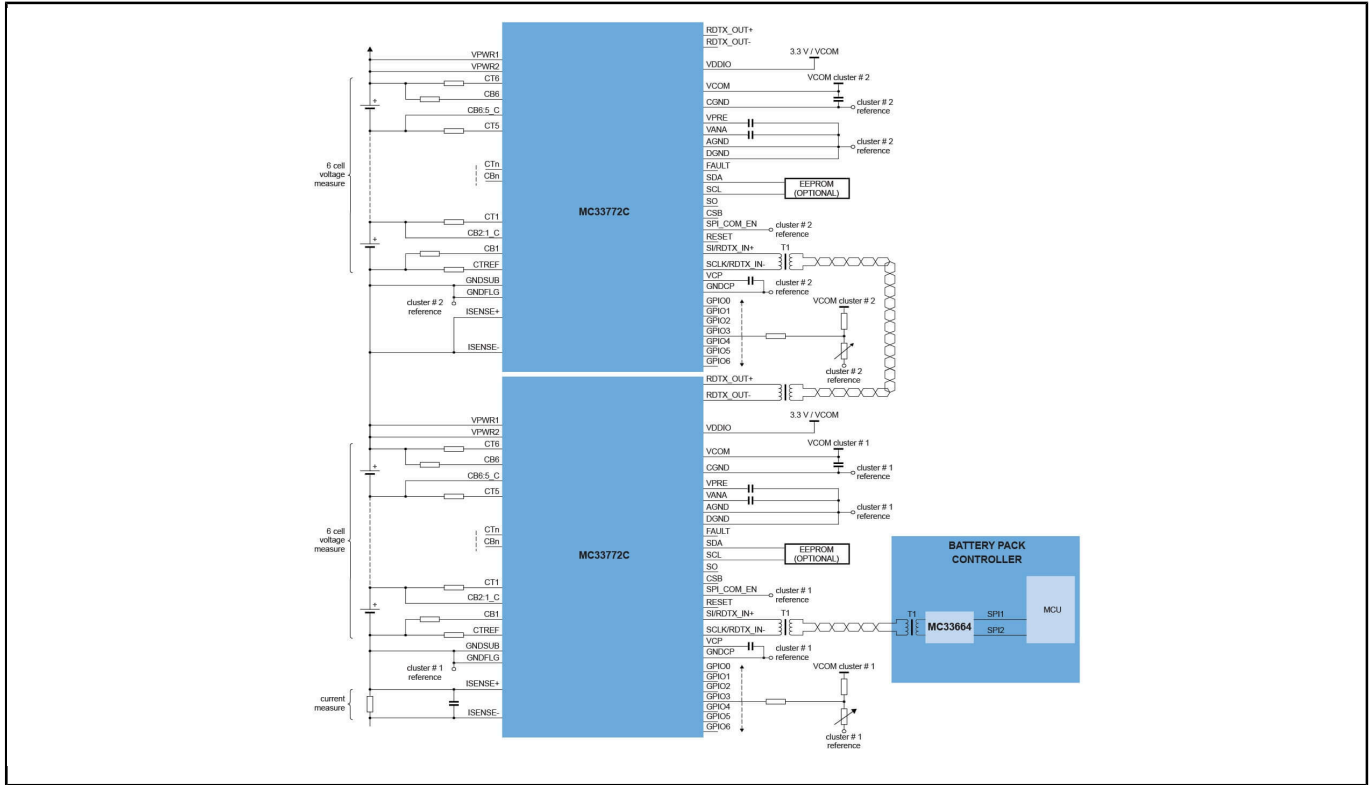 VPWR1
VPWR2
CT6
CB6
CB6:5_C
CT5
6 cell
voltage
measure
CTn
CBn
CT1
CB2:1_C
CB1
CTREF
GNDSUB
GNDFLG
cluster # 2
reference
ISENSE+
ISENSE-
MC33772C
RDTX_OUT+
RDTX_OUT-
3.3 V / VCOM
VDDIO
VCOM cluster # 2
VCOM
CGND
cluster # 2
reference
VPRE
VANA
AGND
DGND
cluster # 2
reference
FAULT
SDA
SCL
EEPROM
(OPTIONAL)
SO
CSB
SPI_COM_EN
cluster # 2
reference
RESET
SI/RDTX_IN+
T1
SCLK/RDTX_IN-
VCP
GNDCP
cluster # 2
reference
GPIO0
GPIO1
GPIO2
GPIO3
GPIO4
GPIO5
GPIO6
VCOM cluster # 2
cluster # 2
reference
VPWR1
VPWR2
CT6
CB6
CB6:5_C
CT5
6 cell
voltage
measure
CTn
CBn
CT1
CB2:1_C
CB1
CTREF
GNDSUB
GNDFLG
cluster # 1
reference
ISENSE+
current
measure
ISENSE-
MC33772C
RDTX_OUT+
RDTX_OUT-
3.3 V / VCOM
VDDIO
VCOM cluster # 1
VCOM
CGND
cluster # 1
reference
VPRE
VANA
AGND
DGND
cluster # 1
reference
FAULT
SDA
SCL
EEPROM
(OPTIONAL)
SO
CSB
SPI_COM_EN
cluster # 1
reference
RESET
SI/RDTX_IN+
T1
SCLK/RDTX_IN-
VCP
GNDCP
cluster # 1
reference
GPIO0
GPIO1
GPIO2
GPIO3
GPIO4
GPIO5
GPIO6
VCOM cluster # 1
cluster # 1
reference
BATTERY PACK
CONTROLLER
T1
MC33664
SPI1
SPI2
MCU